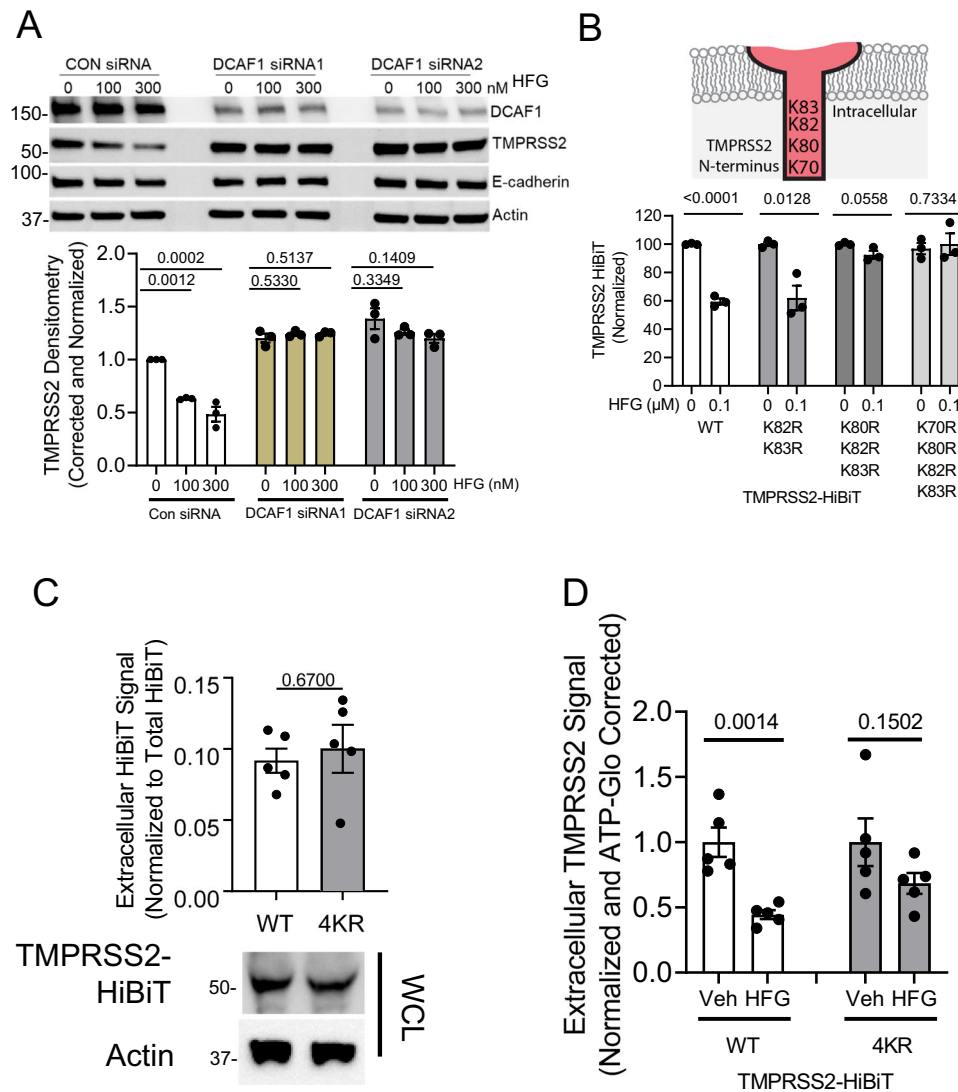 A
CON siRNA DCAF1 siRNA1 DCAF1 siRNA2
0 100 300 0 100 300 0 100 300 nM HFG
150- DCAF1
50- TMPRSS2
100- E-cadherin
37- Actin
TMPRSS2 Densitometry
(Corrected and Normalized)
2.0
1.5
1.0
0.5
0.0
0.0002
0.0012
0.5137
0.5330
0.1409
0.3349
0 100 300 0 100 300 0 100 300 HFG (nM)
Con siRNA DCAF1 siRNA1 DCAF1 siRNA2
B
K83
K82
K80
K70
Intracellular
TMPRSS2
N-terminus
TMPRSS2 HiBiT
(Normalized)
120
100
80
60
40
20
0
<0.0001 0.0128 0.0558 0.7334
HFG (µM) 0 0.1 0 0.1 0 0.1 0 0.1
WT
K82R
K83R
K80R
K82R
K83R
K70R
K80R
K82R
K83R
TMPRSS2-HiBiT
C
Extracellular HiBiT Signal
(Normalized to Total HiBiT)
0.15
0.10
0.05
0.00
0.6700
WT 4KR
TMPRSS2-
HiBiT
50-
Actin
37-
WCL
D
Extracellular TMPRSS2 Signal
(Normalized and ATP-Glo Corrected)
2.0
1.5
1.0
0.5
0.0
0.0014 0.1502
Veh HFG Veh HFG
WT 4KR
TMPRSS2-HiBiT